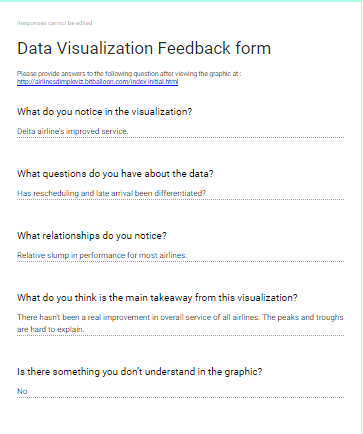 Responses cannot be edited
Data Visualization Feedback form
Please provide answers to the following question after viewing the graphic at :
http://airlinesdimpleviz.bitballoon.com/index-initial.html
What do you notice in the visualization?
Delta airline's improved service.
What questions do you have about the data?
Has rescheduling and late arrival been differentiated?
What relationships do you notice?
Relative slump in performance for most airlines.
What do you think is the main takeaway from this visualization?
There hasn't been a real improvement in overall service of all airlines. The peaks and troughs
are hard to explain.
Is there something you don't understand in the graphic?
No